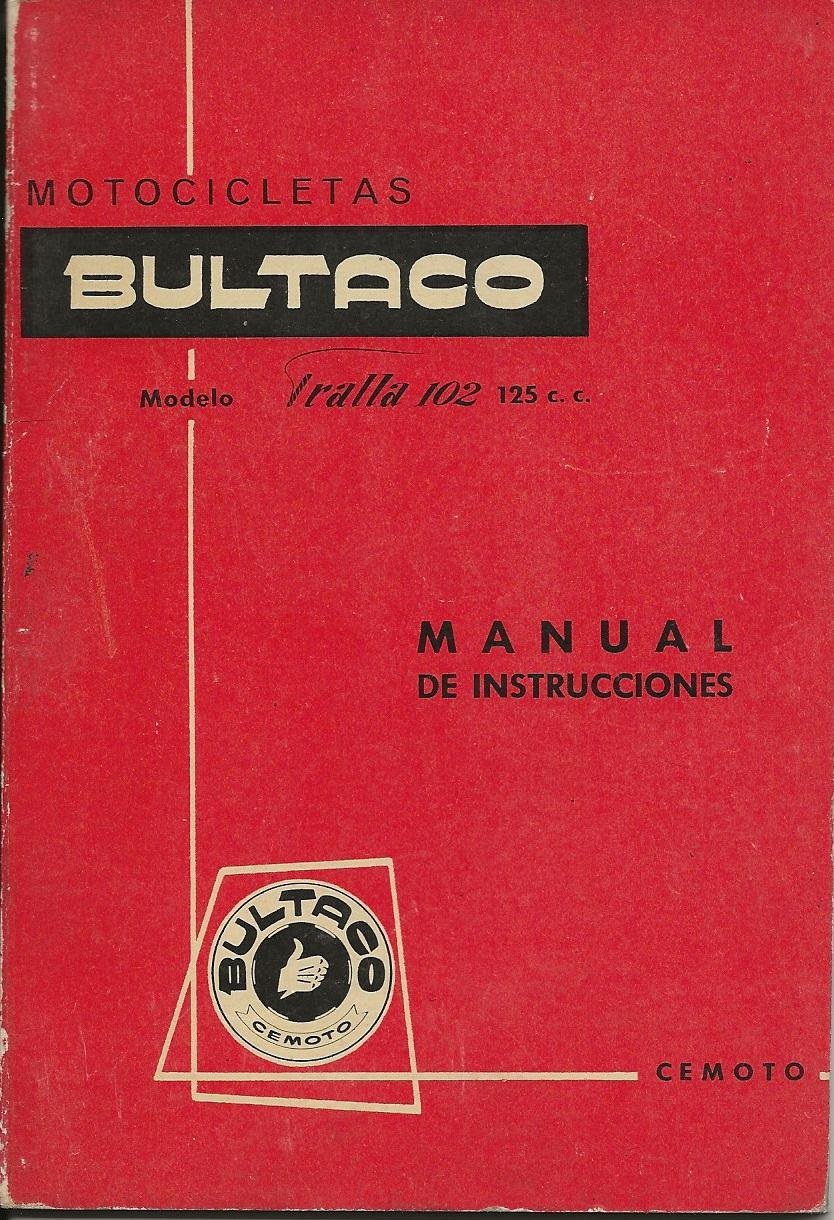 MOTOCICLETAS
BULTACO
Modelo Tralla 102 125 c. c.
MANUAL
DE INSTRUCCIONES
BULTACO
CEMOTO
CEMOTO